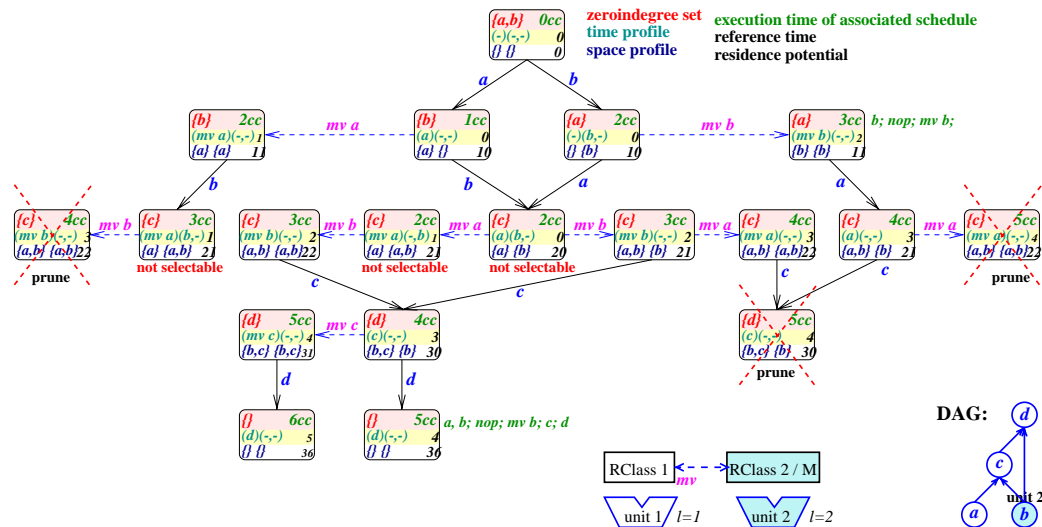 {a,b} 0cc
(-)(-,-) 0
{} {} 0
zeroindegree set
time profile
space profile
execution time of associated schedule
reference time
residence potential
a
b
{b} 2cc
(mv a)(-,-) 1
{a} {a} 11
mv a
{b} 1cc
(a)(-,-) 0
{a} {} 10
{a} 2cc
(-)(b,-) 0
{} {b} 10
mv b
{a} 3cc
(mv b)(-,-) 2
{b} {b} 11
b; nop; mv b;
b
b
a
a
{c} 4cc
(mv b)(-,-) 3
{a,b} {a,b} 22
prune
mv b
{c} 3cc
(mv a)(b,-) 1
{a,b} {a,b} 21
not selectable
{c} 3cc
(mv b)(-,-) 2
{a,b} {a,b} 22
mv b
{c} 2cc
(mv a)(-,b) 1
{a,b} {a,b} 21
not selectable
mv a
{c} 2cc
(a)(b,-) 0
{a,b} {b} 20
not selectable
mv b
{c} 3cc
(mv b)(-,-) 2
{a,b} {b} 21
mv a
{c} 4cc
(mv a)(-,-) 3
{a,b} {a,b} 22
{c} 4cc
(a)(-,-) 3
{a,b} {b} 21
mv a
{c} 5cc
(mv a)(-,-) 4
{a,b} {a,b} 22
prune
c
c
c
c
{d} 5cc
(mv c)(-,-) 4
{b,c} {b,c} 31
mv c
{d} 4cc
(c)(-,-) 3
{b,c} {b} 30
{d} 5cc
(c)(-,-) 4
{b,c} {b} 30
prune
d
d
{} 6cc
(d)(-,-) 5
{} {} 36
{} 5cc
(d)(-,-) 4
{} {} 36
a, b; nop; mv b; c; d
RClass 1
mv
RClass 2 / M
unit 1 l=1
unit 2 l=2
DAG:
d
c
unit 2
a
b